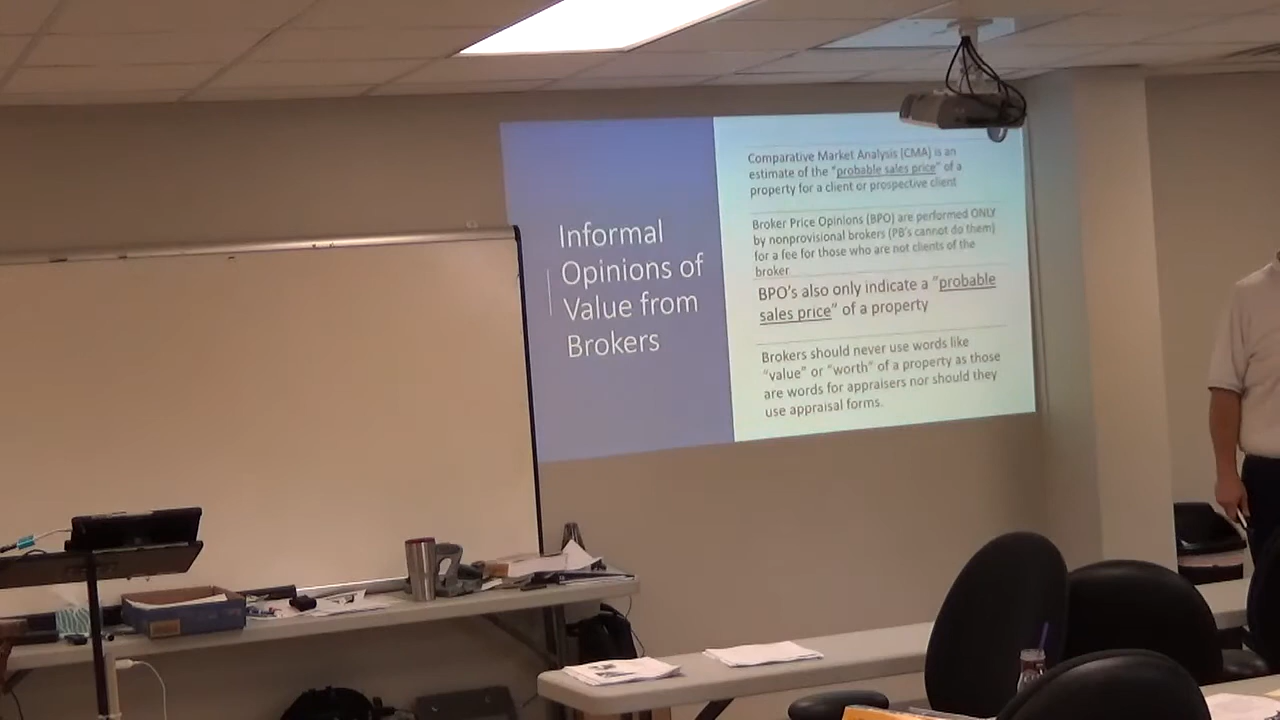 Informal
Opinions of
Value from
Brokers
Comparative Market Analysis (CMA) is an
estimate of the "probable sales price" of a
property for a client or prospective client
Broker Price Opinions (BPO) are performed ONLY
by nonprovisional brokers (PB's cannot do them)
for a fee for those who are not clients of the
broker
BPO's also only indicate a "probable
sales price" of a property
Brokers should never use words like
"value" or "worth" of a property as those
are words for appraisers nor should they
use appraisal forms.